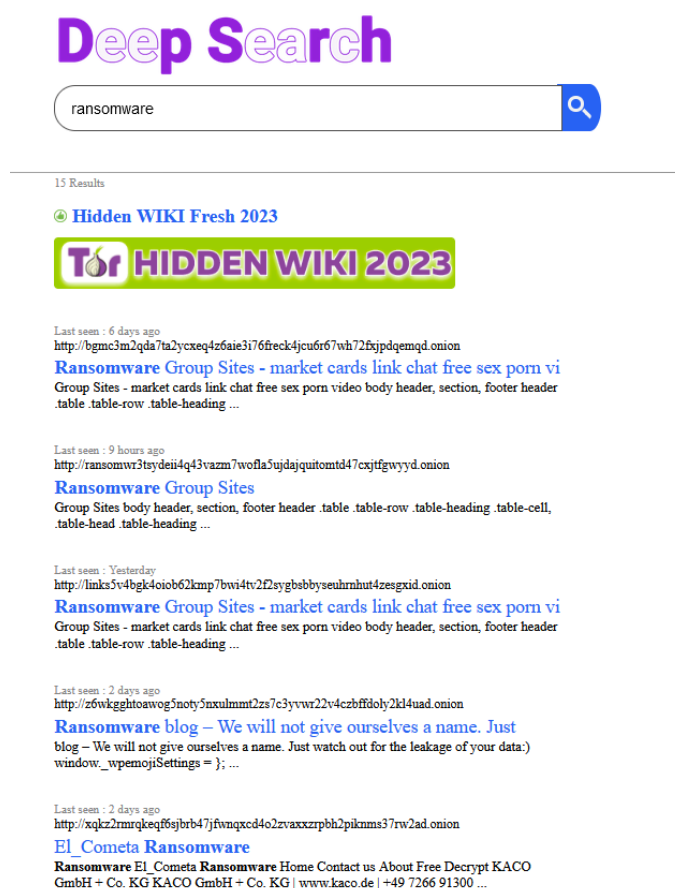 Deep Search
ransomware
15 Results
Hidden WIKI Fresh 2023
Tor HIDDEN WIKI 2023
Last seen : 6 days ago
http://bgmc3m2qda7ta2ycxeq4z6aie3i76freck4jcu6r67wh72fxjpdqemqd.onion
Ransomware Group Sites - market cards link chat free sex porn vi
Group Sites - market cards link chat free sex porn video body header, section, footer header
.table .table-row .table-heading ...
Last seen : 9 hours ago
http://ransomwr3tsydeii4q43vazm7wofla5ujdajquitomtd47cxjtfgwyyd.onion
Ransomware Group Sites
Group Sites body header, section, footer header .table .table-row .table-heading .table-cell,
.table-head .table-heading ...
Last seen : Yesterday
http://links5v4bgk4oiob62kmp7bwi4tv2f2sygbsbbyseuhrnhut4zesgxid.onion
Ransomware Group Sites - market cards link chat free sex porn vi
Group Sites - market cards link chat free sex porn video body header, section, footer header
.table .table-row .table-heading ...
Last seen : 2 days ago
http://z6wkgghtoawog5noty5nxulmmt2zs7c3yvwr22v4czbffdoly2kl4uad.onion
Ransomware blog – We will not give ourselves a name. Just
blog – We will not give ourselves a name. Just watch out for the leakage of your data:)
window._wpemojiSettings = }; ...
Last seen : 2 days ago
http://xqkz2rmrqkeqf6sjbrb47jfwnqxcd4o2zvaxxzrpbh2piknms37rw2ad.onion
El_Cometa Ransomware
Ransomware El_Cometa Ransomware Home Contact us About Free Decrypt KACO
GmbH + Co. KG KACO GmbH + Co. KG | www.kaco.de | +49 7266 91300 ...